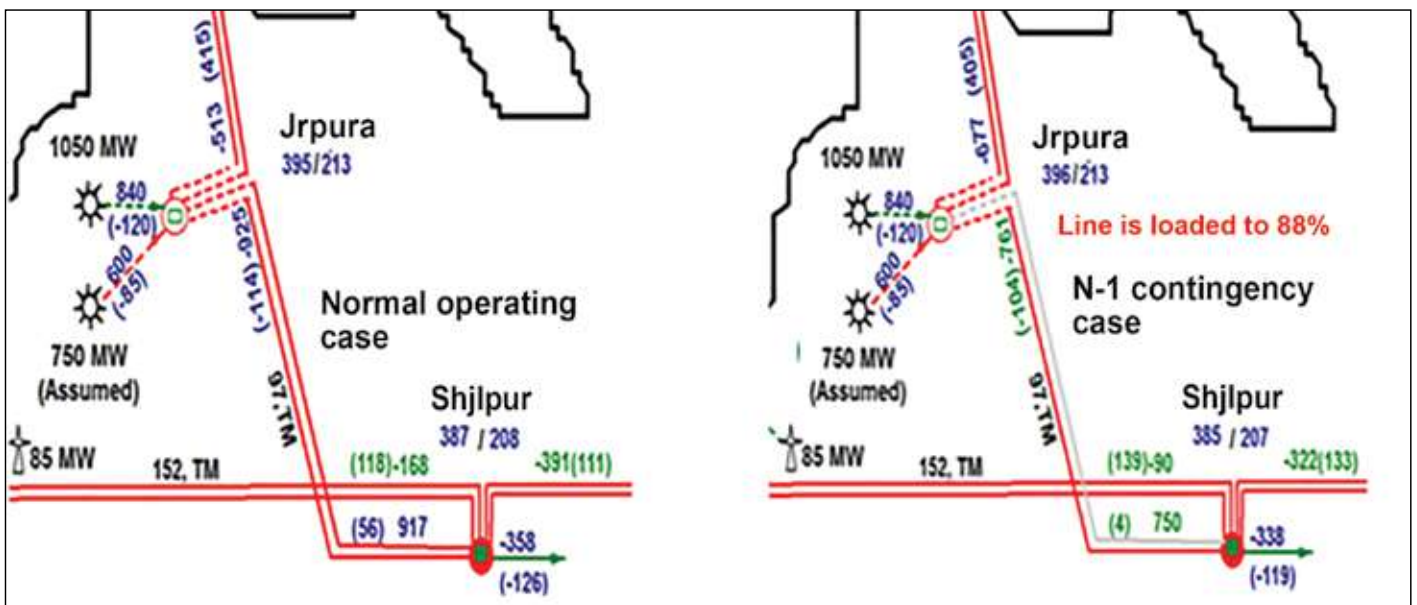 -513 (415)
Jrpura
395/213
1050 MW
840
(-120)
600
(-85)
(-114) -925
Normal operating
case
750 MW
(Assumed)
97,TM
Shjlpur
387 / 208
85 MW
152, TM
(118)-168
-391(111)
(56) 917
-358
(-126)
-677 (405)
Jrpura
396/213
1050 MW
840
(-120)
Line is loaded to 88%
600
(-85)
(-104)-761
N-1 contingency
case
750 MW
(Assumed)
97,TM
Shjlpur
385 / 207
85 MW
152, TM
(139)-90
-322(133)
(4) 750
-338
(-119)